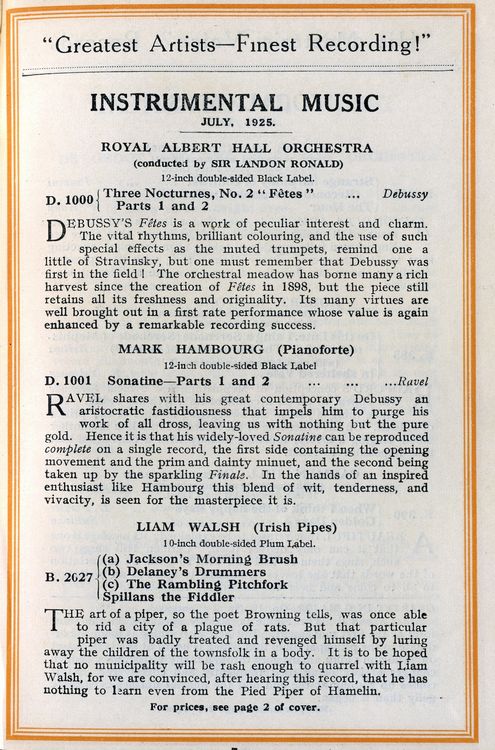 "Greatest Artists—Finest Recording!"
INSTRUMENTAL MUSIC
JULY, 1925.
ROYAL ALBERT HALL ORCHESTRA
(conducted by SIR LANDON RONALD)
12-inch double-sided Black Label.
D. 1000 { Three Nocturnes, No. 2 "Fêtes" ... Debussy
Parts 1 and 2
DEBUSSY'S Fêtes is a work of peculiar interest and charm.
The vital rhythms, brilliant colouring, and the use of such
special effects as the muted trumpets, remind one a
little of Stravinsky, but one must remember that Debussy was
first in the field! The orchestral meadow has borne many a rich
harvest since the creation of Fêtes in 1898, but the piece still
retains all its freshness and originality. Its many virtues are
well brought out in a first rate performance whose value is again
enhanced by a remarkable recording success.
MARK HAMBOURG (Pianoforte)
12-inch double-sided Black Label
D. 1001 Sonatine—Parts 1 and 2 ... ... ...Ravel
RAVEL shares with his great contemporary Debussy an
aristocratic fastidiousness that impels him to purge his
work of all dross, leaving us with nothing but the pure
gold. Hence it is that his widely-loved Sonatine can be reproduced
complete on a single record, the first side containing the opening
movement and the prim and dainty minuet, and the second being
taken up by the sparkling Finale. In the hands of an inspired
enthusiast like Hambourg this blend of wit, tenderness, and
vivacity, is seen for the masterpiece it is.
LIAM WALSH (Irish Pipes)
10-inch double-sided Plum Label.
(a) Jackson's Morning Brush
B. 2627 { (b) Delaney's Drummers
(c) The Rambling Pitchfork
Spillans the Fiddler
THE art of a piper, so the poet Browning tells, was once able
to rid a city of a plague of rats. But that particular
piper was badly treated and revenged himself by luring
away the children of the townsfolk in a body. It is to be hoped
that no municipality will be rash enough to quarrel with Liam
Walsh, for we are convinced, after hearing this record, that he has
nothing to learn even from the Pied Piper of Hamelin.
For prices, see page 2 of cover.